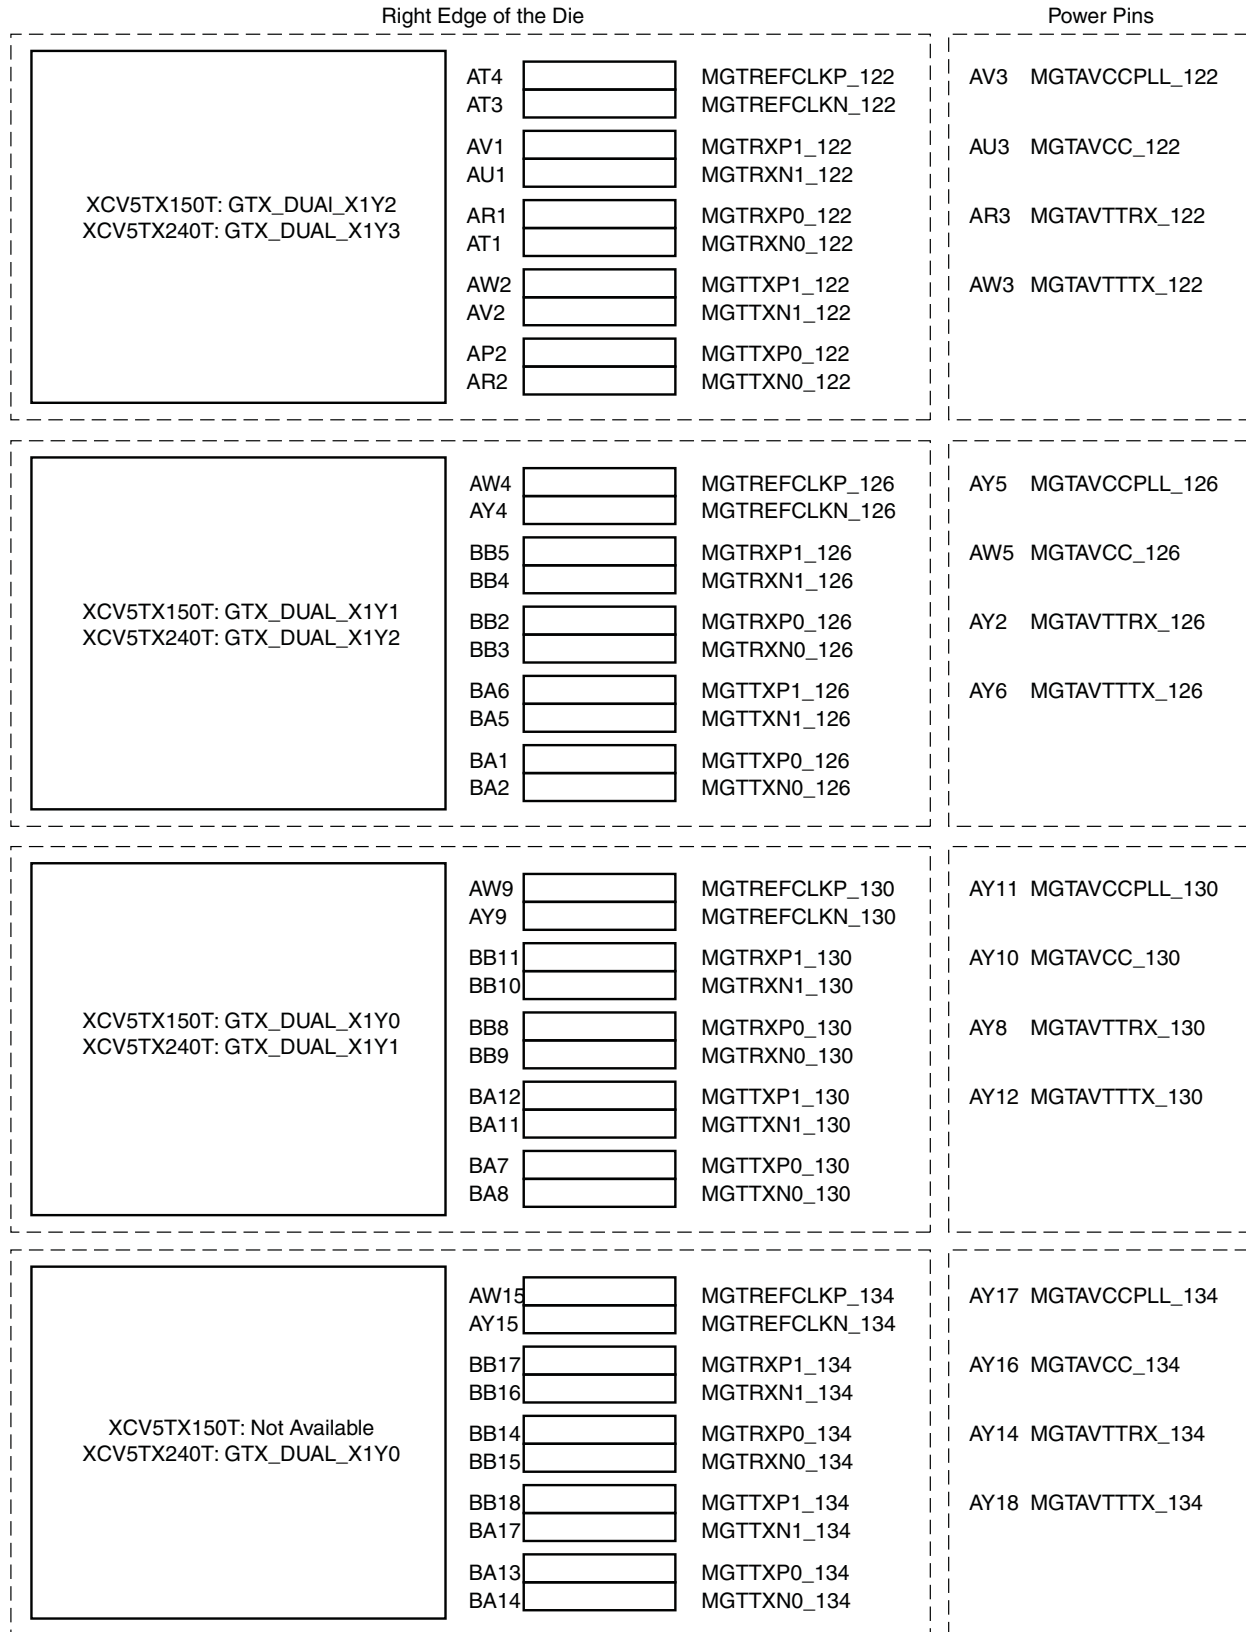 Right Edge of the Die
Power Pins
XCV5TX150T: GTX_DUAl_X1Y2
XCV5TX240T: GTX_DUAL_X1Y3
AT4 MGTREFCLKP_122
AT3 MGTREFCLKN_122
AV1 MGTRXP1_122
AU1 MGTRXN1_122
AR1 MGTRXP0_122
AT1 MGTRXN0_122
AW2 MGTTXP1_122
AV2 MGTTXN1_122
AP2 MGTTXP0_122
AR2 MGTTXN0_122
AV3 MGTAVCCPLL_122
AU3 MGTAVCC_122
AR3 MGTAVTTRX_122
AW3 MGTAVTTTX_122
XCV5TX150T: GTX_DUAL_X1Y1
XCV5TX240T: GTX_DUAL_X1Y2
AW4 MGTREFCLKP_126
AY4 MGTREFCLKN_126
BB5 MGTRXP1_126
BB4 MGTRXN1_126
BB2 MGTRXP0_126
BB3 MGTRXN0_126
BA6 MGTTXP1_126
BA5 MGTTXN1_126
BA1 MGTTXP0_126
BA2 MGTTXN0_126
AY5 MGTAVCCPLL_126
AW5 MGTAVCC_126
AY2 MGTAVTTRX_126
AY6 MGTAVTTTX_126
XCV5TX150T: GTX_DUAL_X1Y0
XCV5TX240T: GTX_DUAL_X1Y1
AW9 MGTREFCLKP_130
AY9 MGTREFCLKN_130
BB11 MGTRXP1_130
BB10 MGTRXN1_130
BB8 MGTRXP0_130
BB9 MGTRXN0_130
BA12 MGTTXP1_130
BA11 MGTTXN1_130
BA7 MGTTXP0_130
BA8 MGTTXN0_130
AY11 MGTAVCCPLL_130
AY10 MGTAVCC_130
AY8 MGTAVTTRX_130
AY12 MGTAVTTTX_130
XCV5TX150T: Not Available
XCV5TX240T: GTX_DUAL_X1Y0
AW15 MGTREFCLKP_134
AY15 MGTREFCLKN_134
BB17 MGTRXP1_134
BB16 MGTRXN1_134
BB14 MGTRXP0_134
BB15 MGTRXN0_134
BB18 MGTTXP1_134
BA17 MGTTXN1_134
BA13 MGTTXP0_134
BA14 MGTTXN0_134
AY17 MGTAVCCPLL_134
AY16 MGTAVCC_134
AY14 MGTAVTTRX_134
AY18 MGTAVTTTX_134